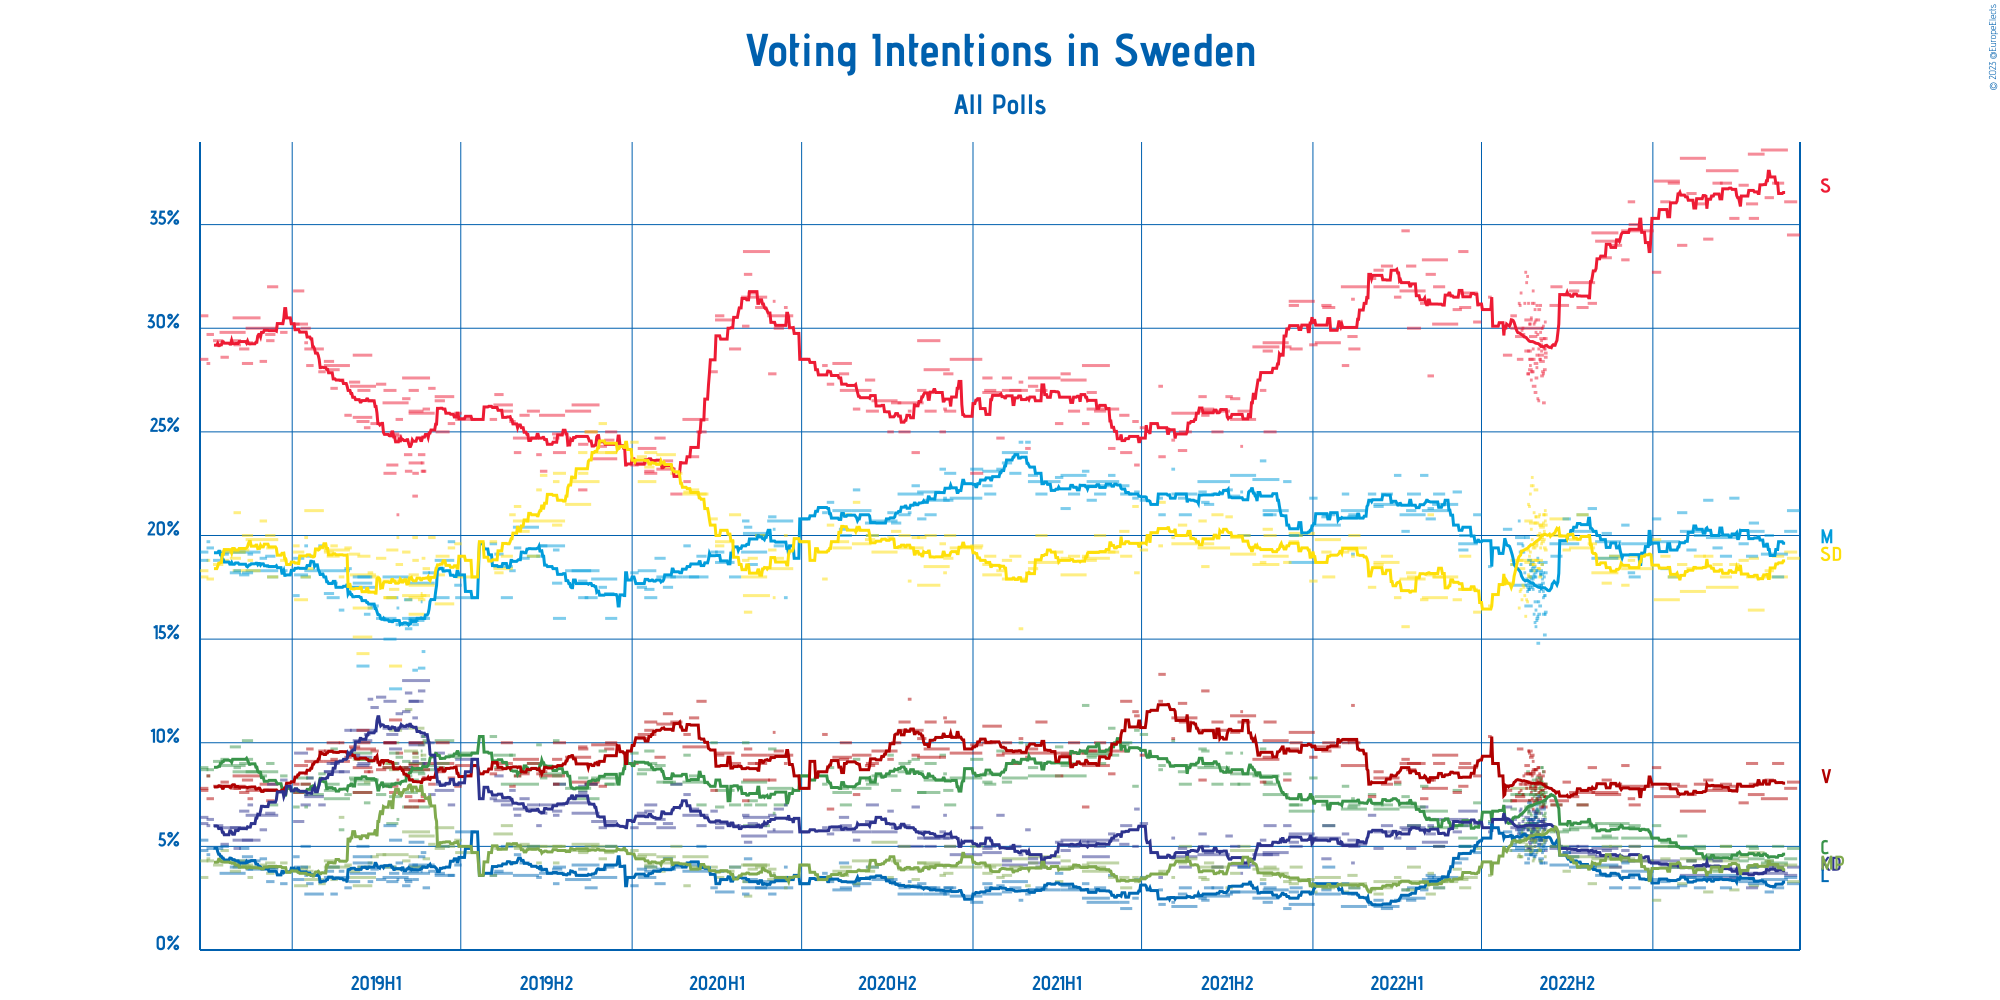 Voting Intentions in Sweden
All Polls
© 2023 @EuropeElects
35%
30%
25%
20%
15%
10%
5%
0%
S
M
SD
V
C
KD
L
2019H1 2019H2 2020H1 2020H2 2021H1 2021H2 2022H1 2022H2